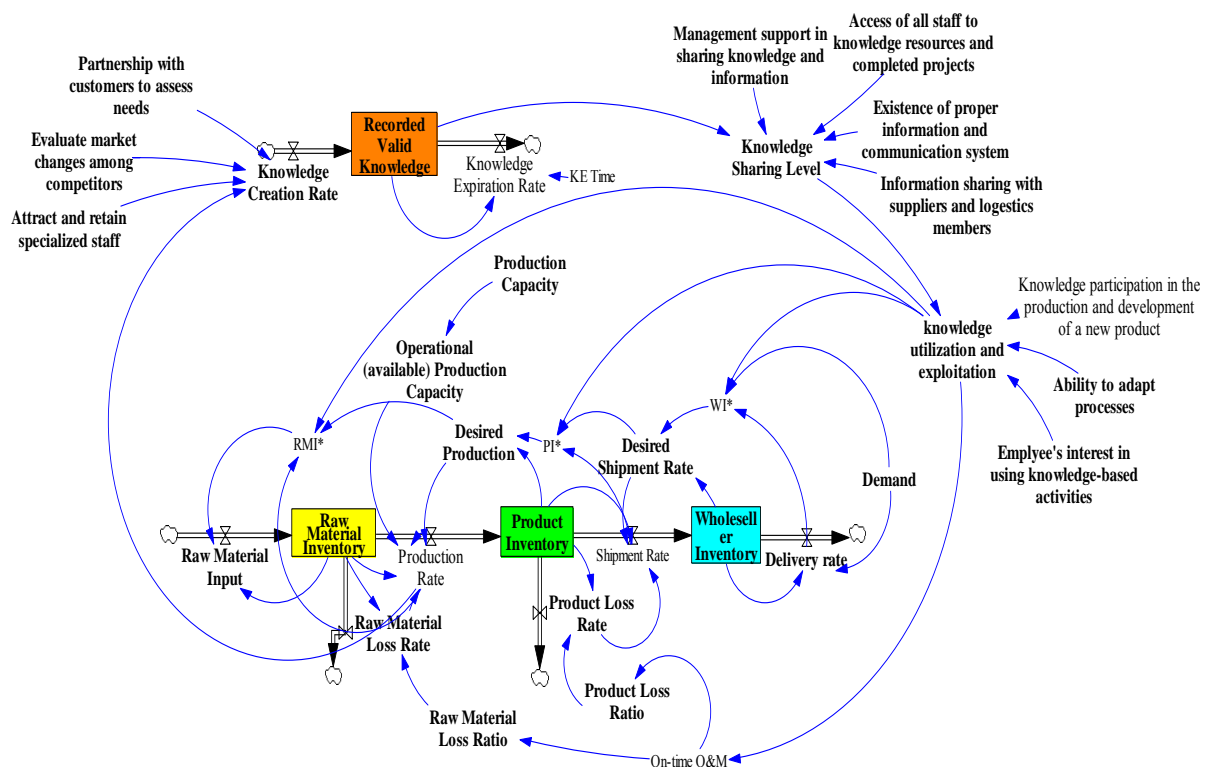 Partnership with
customers to assess
needs
Evaluate market
changes among
competitors
Attract and retain
specialized staff
Knowledge
Creation Rate
Recorded
Valid
Knowledge
Knowledge
Expiration Rate
KE Time
Management support in
sharing knowledge and
information
Access of all staff to
knowledge resources and
completed projects
Existence of proper
information and
communication system
Knowledge
Sharing Level
Information sharing with
suppliers and logestics
members
Production
Capacity
Operational
(available) Production
Capacity
Knowledge participation in the
production and development
of a new product
knowledge
utilization and
exploitation
Ability to adapt
processes
Emplyee's interest in
using knowledge-based
activities
RMI*
Desired
Production
PI*
Desired
Shipment Rate
WI*
Demand
Raw Material
Input
Raw
Material
Inventory
Production
Rate
Product
Inventory
Shipment Rate
Wholesell
er
Inventory
Delivery rate
Raw Material
Loss Rate
Product Loss
Rate
Raw Material
Loss Ratio
Product Loss
Ratio
On-time O&M